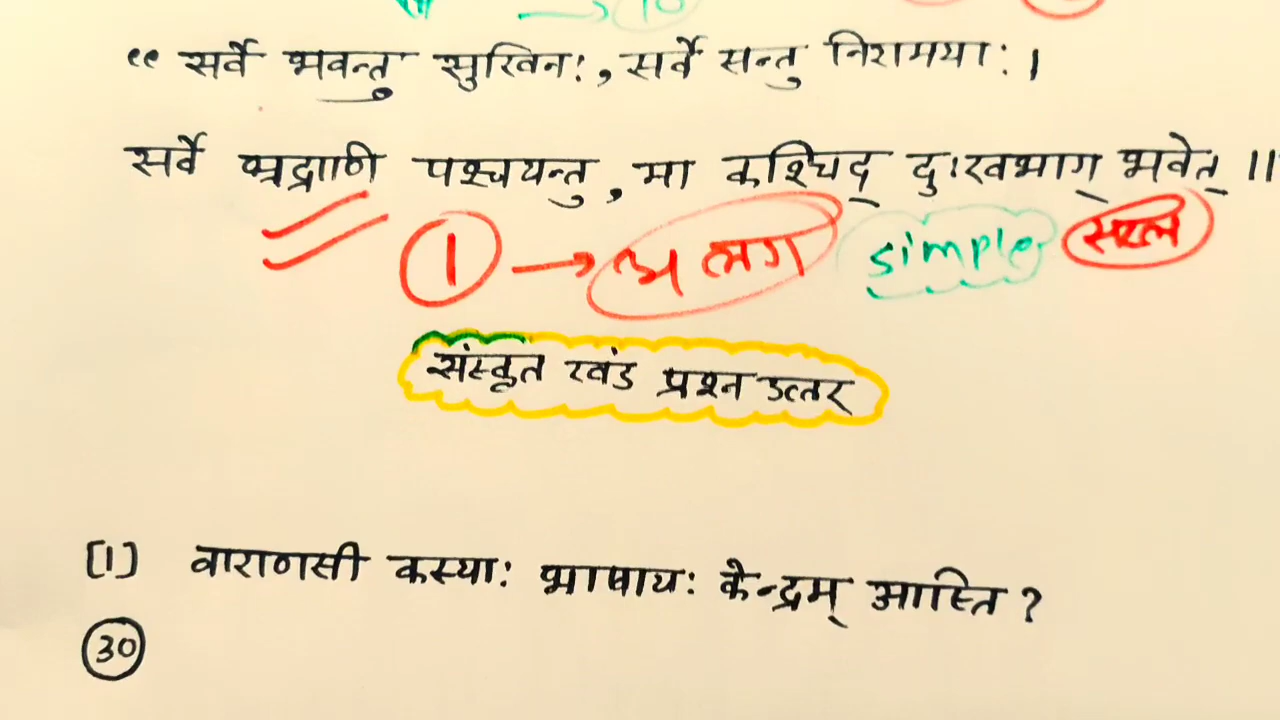 “ सर्वे भवन्तु सुखिनः, सर्वे सन्तु निरामयाः।
सर्वे भद्राणि पश्चयन्तु, मा कश्चिद् दुःखभाग् भवेत् ॥
1 → अलग simple सरल
संस्कृत खंड प्रश्न उत्तर
[1] वाराणसी कस्याः भाषायः केन्द्रम् आस्ति ?
30